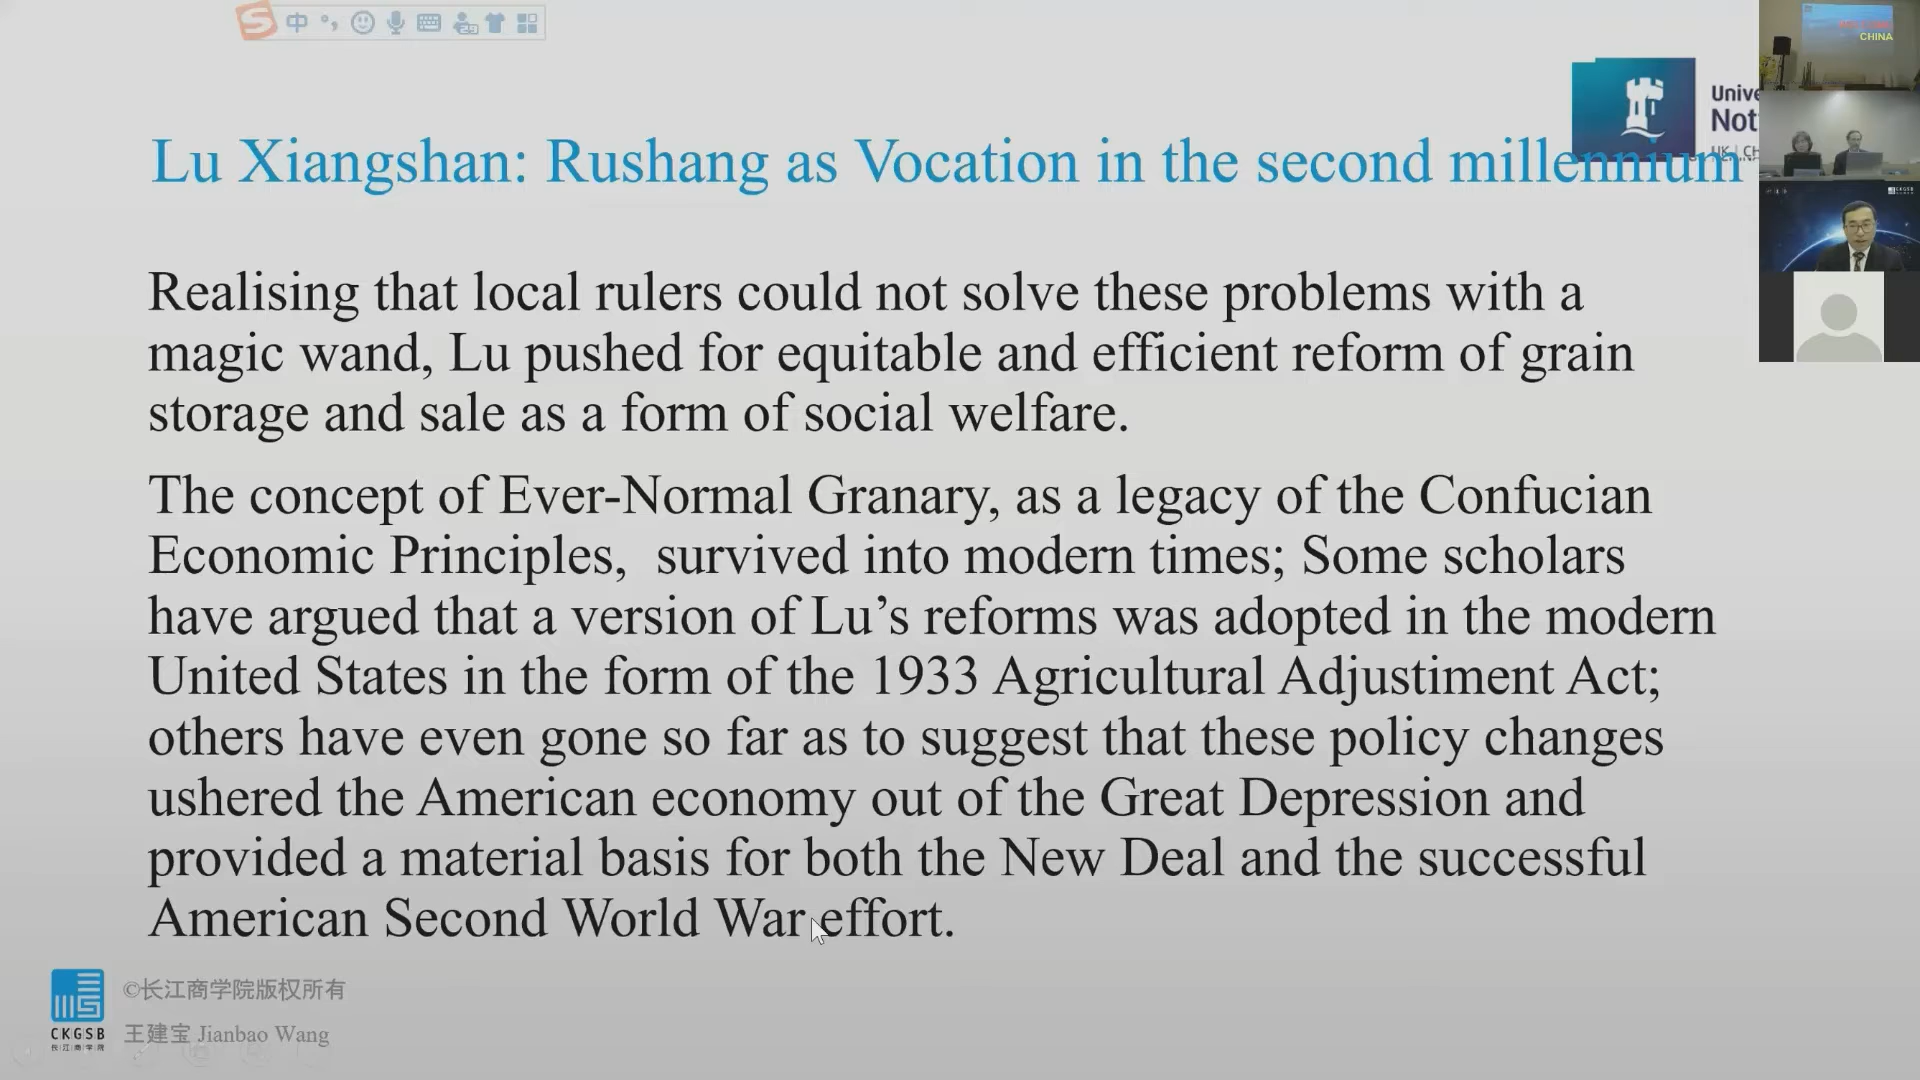 中
CHINA
Unive
Not
UK | CH
Lu Xiangshan: Rushang as Vocation in the second millennium
Realising that local rulers could not solve these problems with a
magic wand, Lu pushed for equitable and efficient reform of grain
storage and sale as a form of social welfare.
The concept of Ever-Normal Granary, as a legacy of the Confucian
Economic Principles, survived into modern times; Some scholars
have argued that a version of Lu’s reforms was adopted in the modern
United States in the form of the 1933 Agricultural Adjustiment Act;
others have even gone so far as to suggest that these policy changes
ushered the American economy out of the Great Depression and
provided a material basis for both the New Deal and the successful
American Second World War effort.
©长江商学院版权所有
CKGSB
长江商学院
王建宝 Jianbao Wang